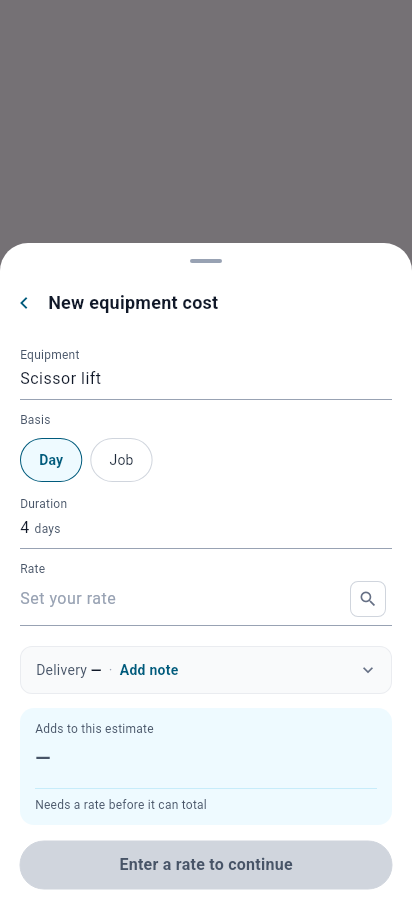 New equipment cost
Equipment
Scissor lift
Basis
Day Job
Duration
4 days
Rate
Set your rate
Delivery — · Add note
Adds to this estimate
—
Needs a rate before it can total
Enter a rate to continue